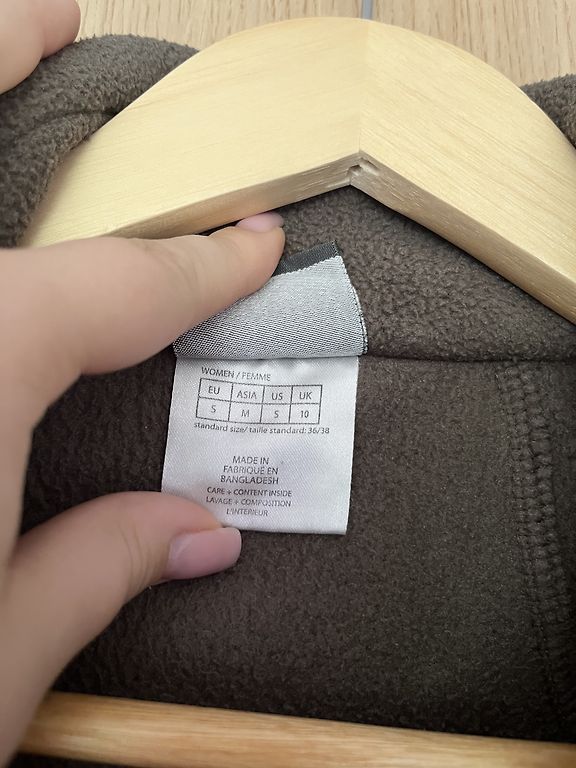 WOMEN / FEMME
EU ASIA US UK
S M S 10
standard size/ taille standard: 36/38
MADE IN
FABRIQUE EN
BANGLADESH
CARE + CONTENT INSIDE
LAVAGE + COMPOSITION
L'INTERIEUR